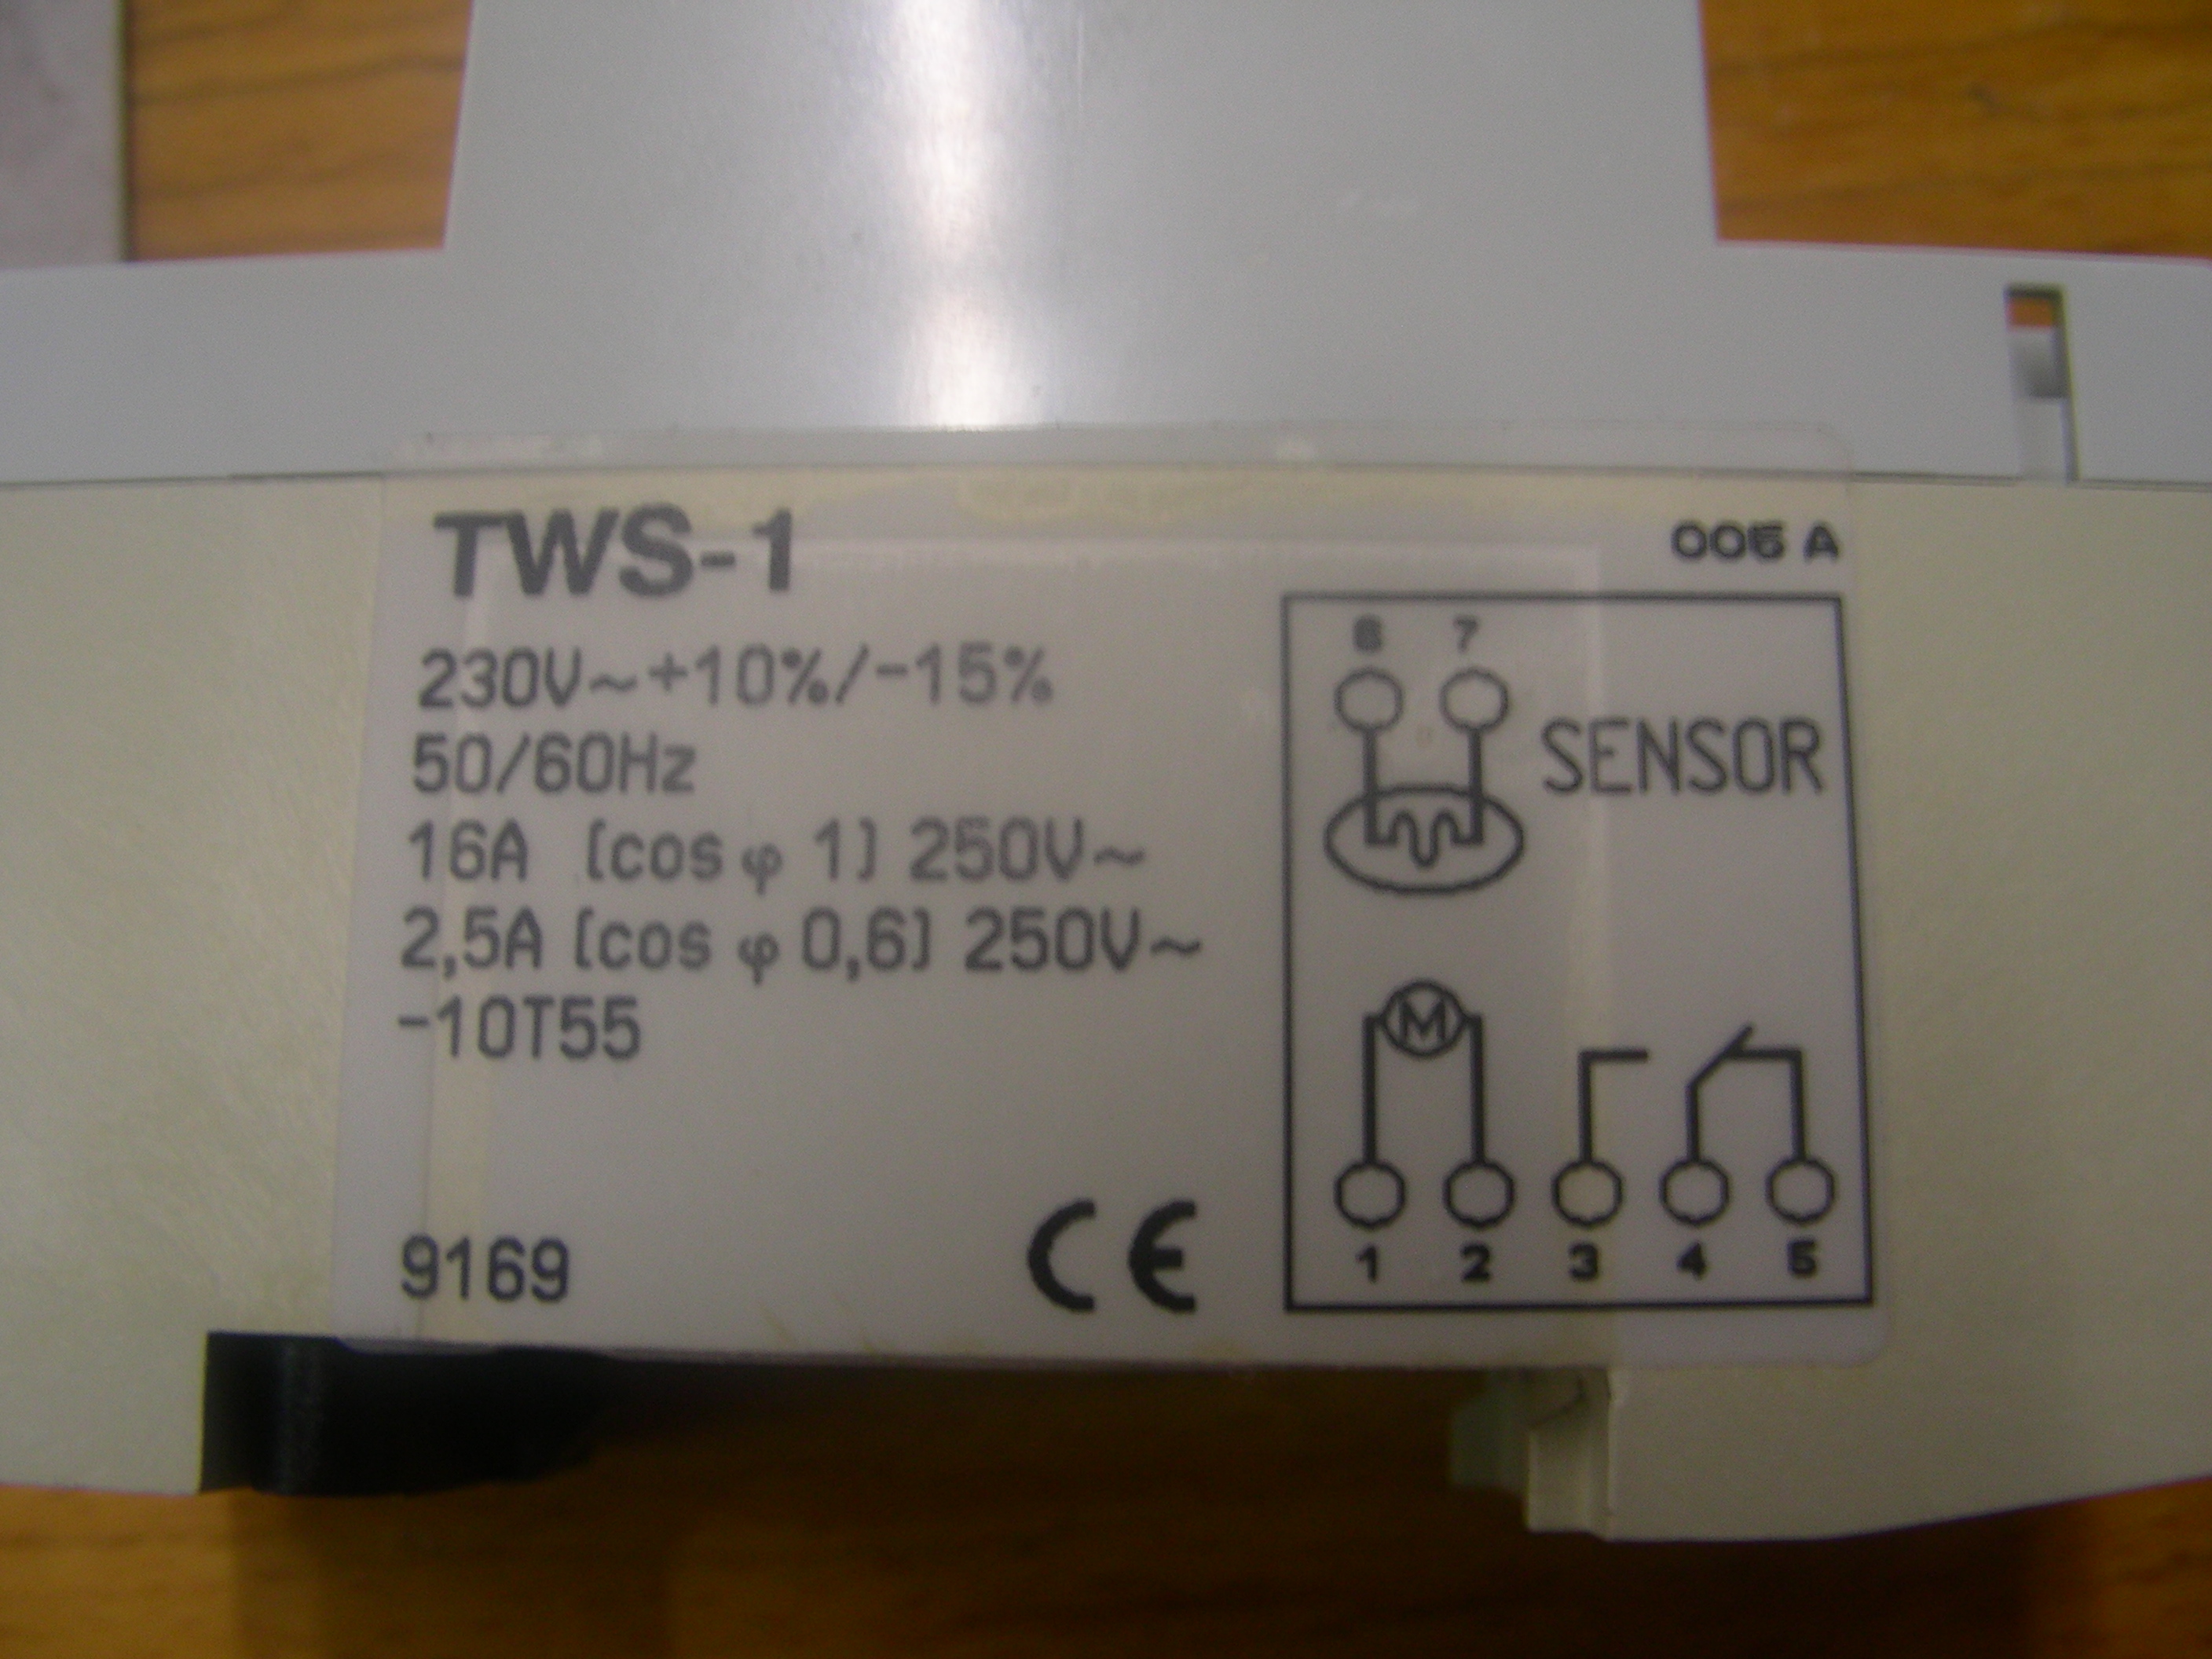 TWS-1
005 A
230V~+10%/-15%
50/60Hz
16A (cos φ 1) 250V~
2,5A (cos φ 0,6) 250V~
-10T55
9169
CE
6 7
SENSOR
M
1 2 3 4 5